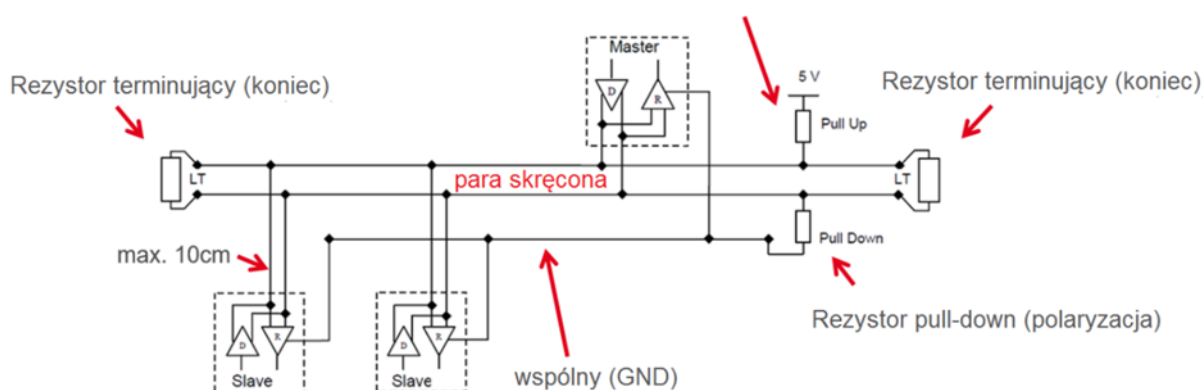 Master
Rezystor terminujący (koniec)
5 V
Rezystor terminujący (koniec)
D
R
Pull Up
LT
para skręcona
LT
max. 10cm
Pull Down
D
R
D
R
Rezystor pull-down (polaryzacja)
Slave
Slave
wspólny (GND)